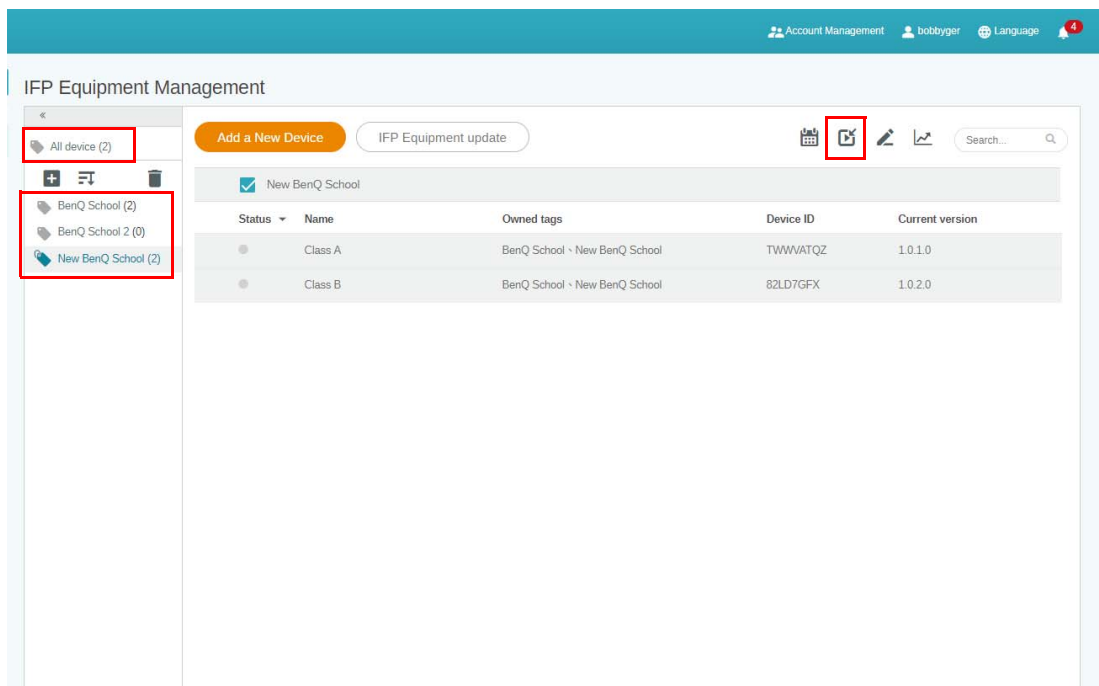 Account Management bobbyger Language 4
IFP Equipment Management
«
All device (2)
Add a New Device IFP Equipment update Search...
BenQ School (2)
BenQ School 2 (0)
New BenQ School (2)
New BenQ School
Status Name Owned tags Device ID Current version
Class A BenQ School、New BenQ School TWWVATQZ 1.0.1.0
Class B BenQ School、New BenQ School 82LD7GFX 1.0.2.0